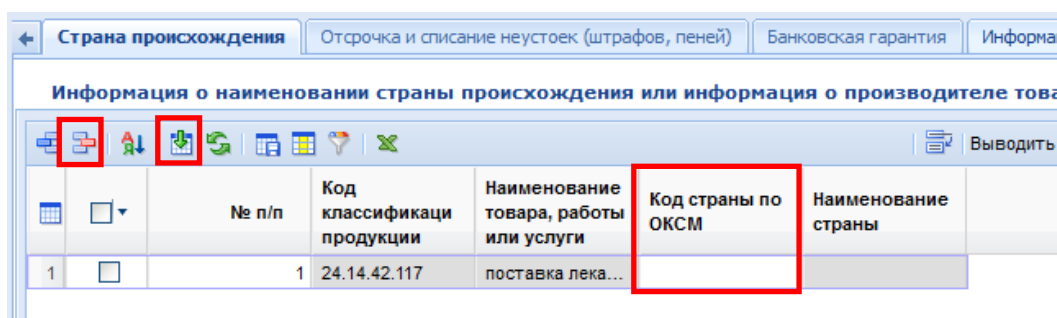 Страна происхождения Отсрочка и списание неустоек (штрафов, пеней) Банковская гарантия Информа
Информация о наименовании страны происхождения или информация о производителе това
Выводить
№ п/п
Код
классификаци
продукции
Наименование
товара, работы
или услуги
Код страны по
ОКСМ
Наименование
страны
1 1 24.14.42.117 поставка лека...